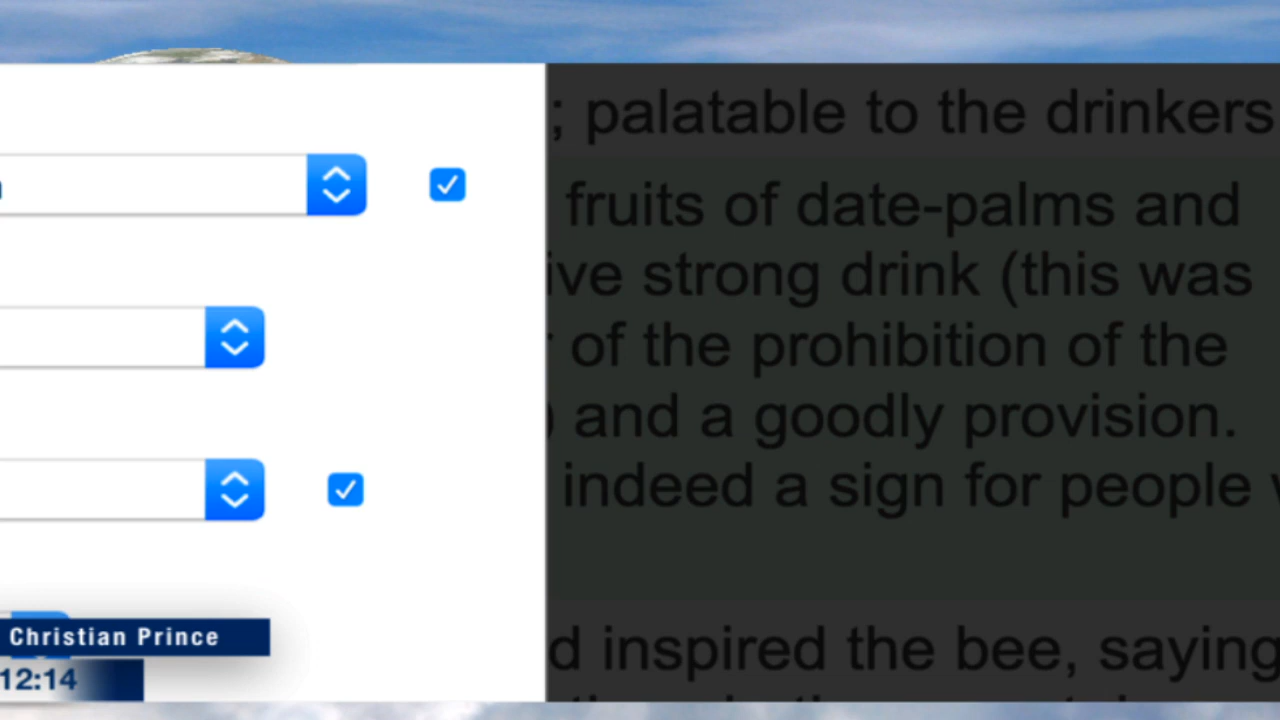 ; palatable to the drinkers
fruits of date-palms and
ive strong drink (this was
of the prohibition of the
) and a goodly provision.
indeed a sign for people
d inspired the bee, saying
Christian Prince
12:14